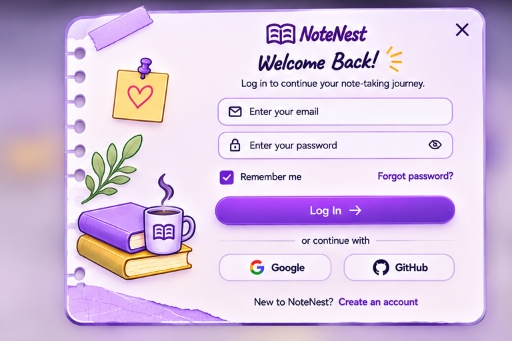 NoteNest
Welcome Back!
Log in to continue your note-taking journey.
Enter your email
Enter your password
Remember me
Forgot password?
Log In
or continue with
Google
GitHub
New to NoteNest? Create an account